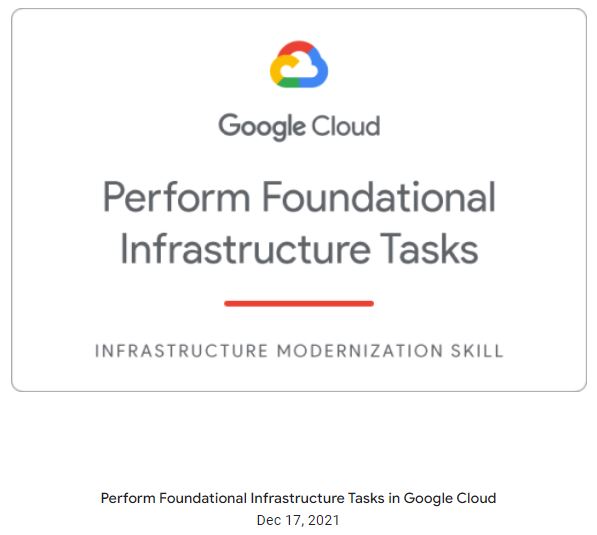 Google Cloud
Perform Foundational
Infrastructure Tasks
INFRASTRUCTURE MODERNIZATION SKILL
Perform Foundational Infrastructure Tasks in Google Cloud
Dec 17, 2021